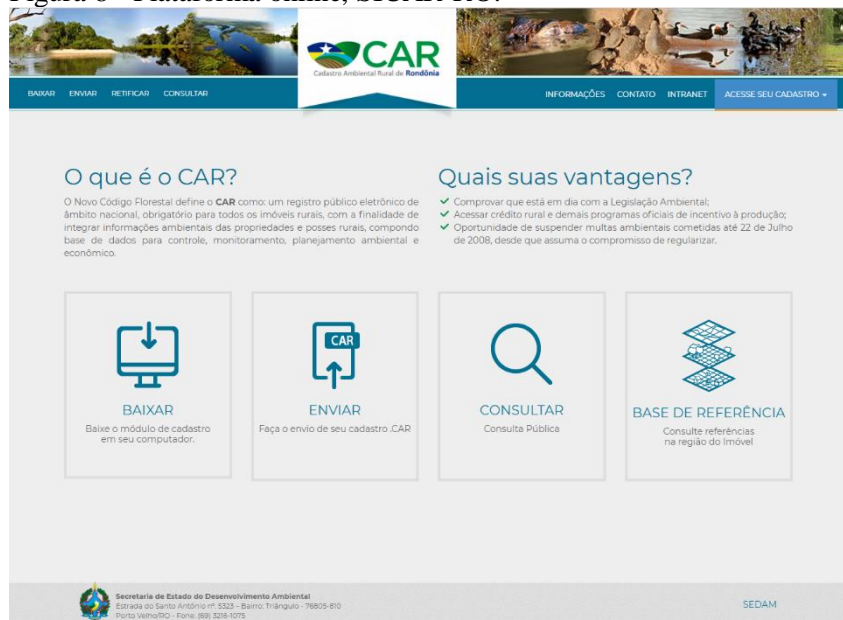 CAR
Cadastro Ambiental Rural de Rondônia
BAIXAR ENVIAR RETIFICAR CONSULTAR
INFORMAÇÕES CONTATO INTRANET ACESSE SEU CADASTRO
O que é o CAR?
O Novo Código Florestal define o CAR como: um registro público eletrônico de
âmbito nacional, obrigatório para todos os imóveis rurais, com a finalidade de
integrar informações ambientais das propriedades e posses rurais, compondo
base de dados para controle, monitoramento, planejamento ambiental e
econômico.
Quais suas vantagens?
Comprovar que está em dia com a Legislação Ambiental;
Acessar crédito rural e demais programas oficiais de incentivo à produção;
Oportunidade de suspender multas ambientais cometidas até 22 de Julho
de 2008, desde que assuma o compromisso de regularizar.
BAIXAR
Baixe o módulo de cadastro
em seu computador.
CAR
ENVIAR
Faça o envio de seu cadastro .CAR
CONSULTAR
Consulta Pública
BASE DE REFERÊNCIA
Consulte referências
na região do Imóvel
Secretaria de Estado do Desenvolvimento Ambiental
Estrada do Santo Antônio nº. 5323 - Bairro: Triângulo - 76805-810
Porto Velho/RO - Fone: (69) 3216-1075
SEDAM